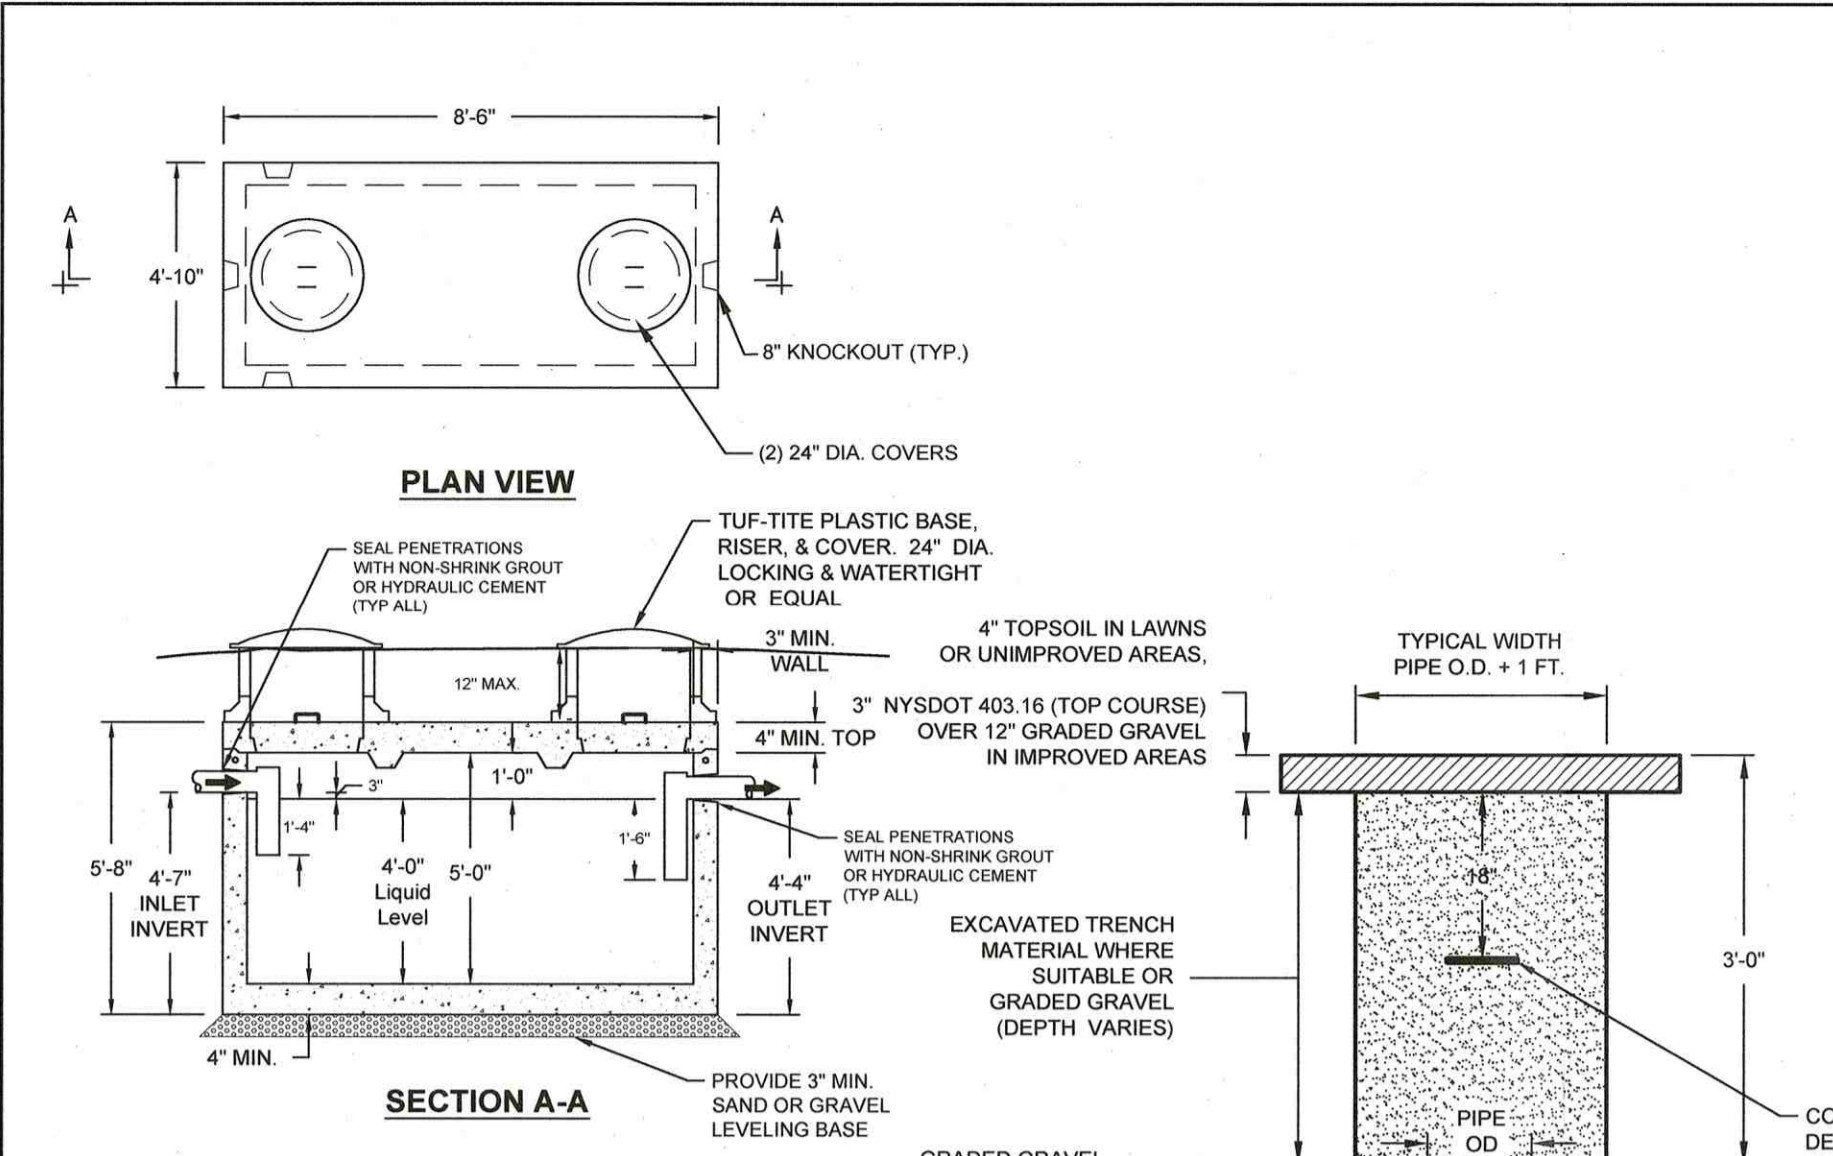 8'-6"
A
A
4'-10"
8" KNOCKOUT (TYP.)
(2) 24" DIA. COVERS
PLAN VIEW
SEAL PENETRATIONS
WITH NON-SHRINK GROUT
OR HYDRAULIC CEMENT
(TYP ALL)
TUF-TITE PLASTIC BASE,
RISER, & COVER. 24" DIA.
LOCKING & WATERTIGHT
OR EQUAL
3" MIN.
WALL
12" MAX.
4" MIN. TOP
1'-0"
3"
1'-4"
1'-6"
5'-8"
4'-7"
INLET
INVERT
4'-0"
Liquid
Level
5'-0"
4'-4"
OUTLET
INVERT
SEAL PENETRATIONS
WITH NON-SHRINK GROUT
OR HYDRAULIC CEMENT
(TYP ALL)
4" MIN.
SECTION A-A
PROVIDE 3" MIN.
SAND OR GRAVEL
LEVELING BASE
4" TOPSOIL IN LAWNS
OR UNIMPROVED AREAS,
3" NYSDOT 403.16 (TOP COURSE)
OVER 12" GRADED GRAVEL
IN IMPROVED AREAS
TYPICAL WIDTH
PIPE O.D. + 1 FT.
18"
EXCAVATED TRENCH
MATERIAL WHERE
SUITABLE OR
GRADED GRAVEL
(DEPTH VARIES)
3'-0"
PIPE
OD
CO
DE
GRADED GRAVEL